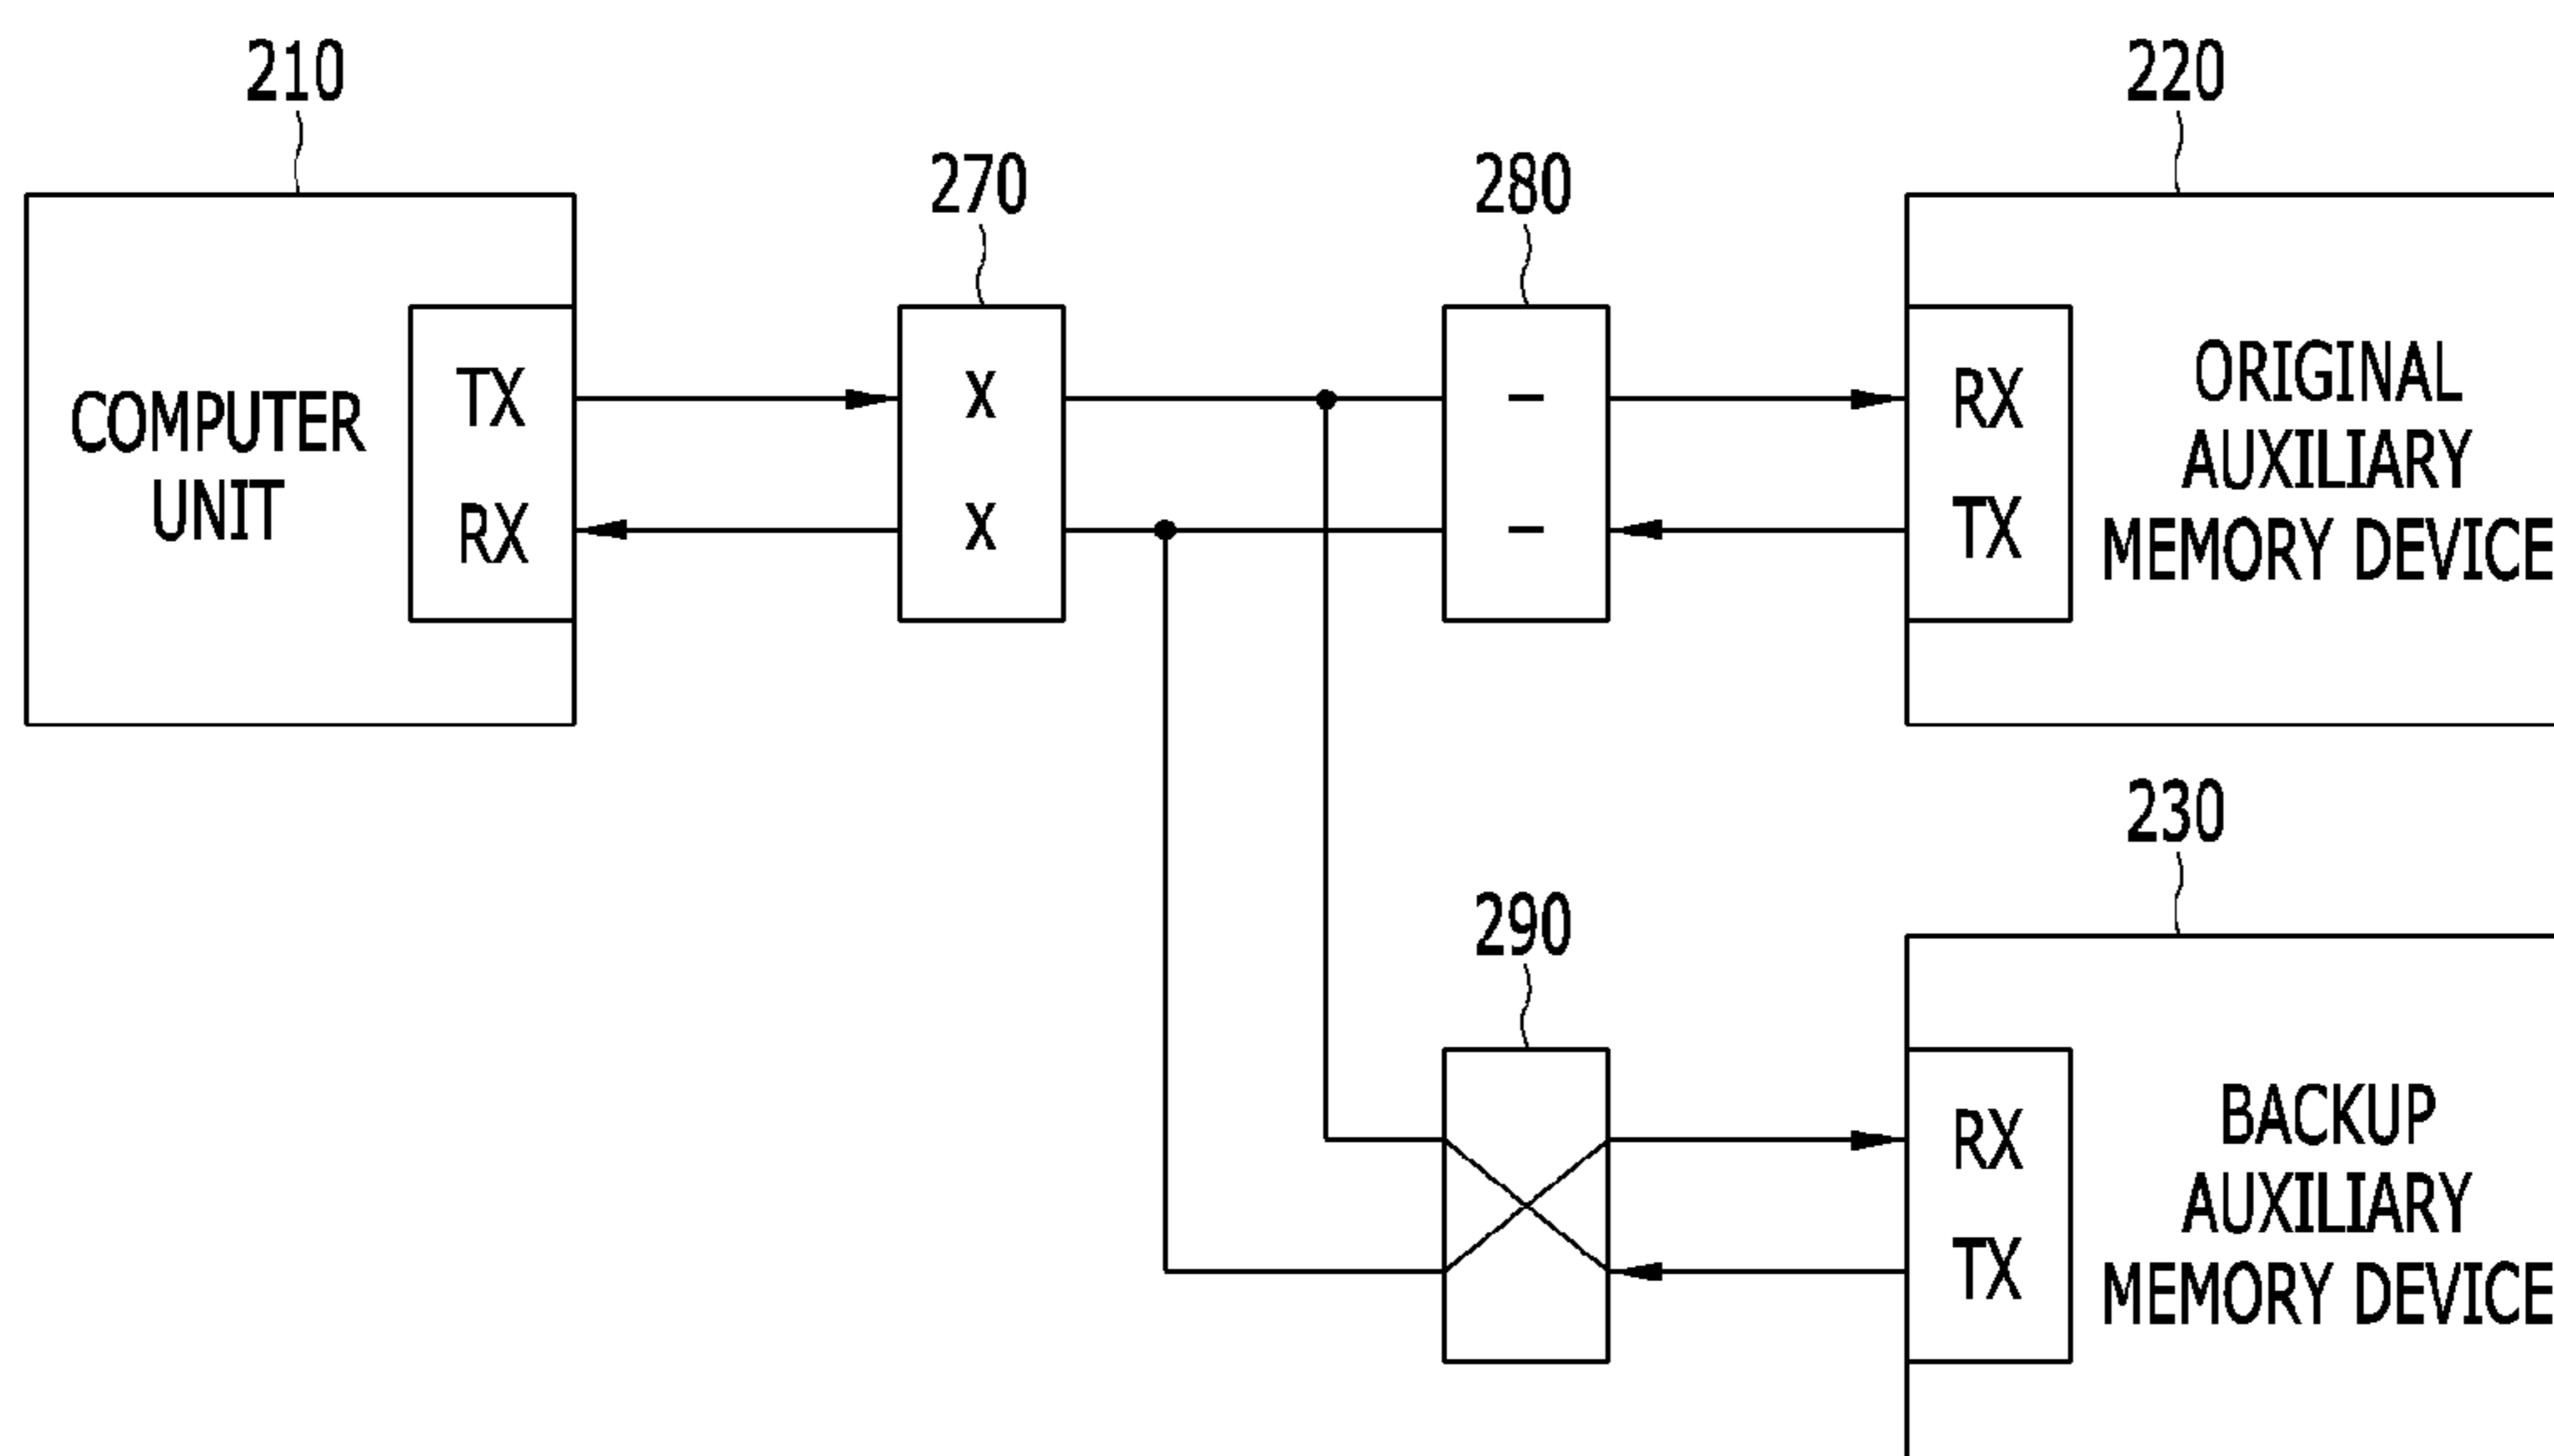 210
220
270
280
COMPUTER
UNIT
TX
RX
X
X
–
–
RX
TX
ORIGINAL
AUXILIARY
MEMORY DEVICE
230
290
RX
TX
BACKUP
AUXILIARY
MEMORY DEVICE